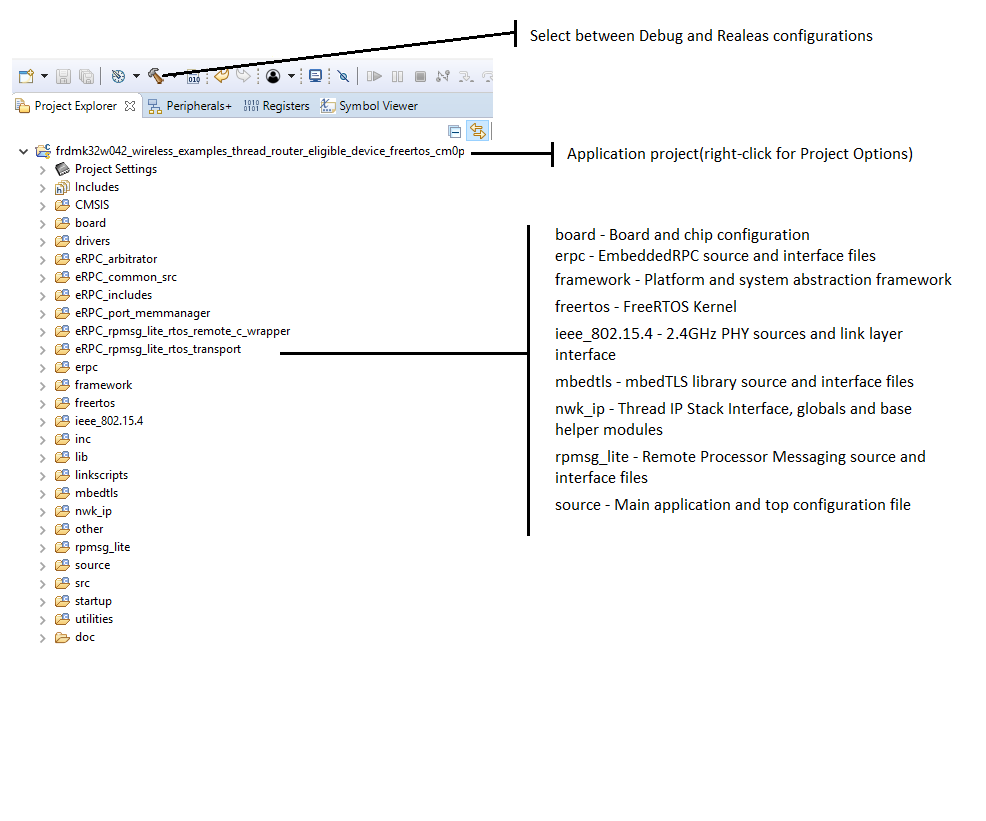 Select between Debug and Realeas configurations
010
Project Explorer
Peripherals+
1010 0101 Registers
Symbol Viewer
frdmk32w042_wireless_examples_thread_router_eligible_device_freertos_cm0p
Application project(right-click for Project Options)
Project Settings
Includes
CMSIS
board
drivers
eRPC_arbitrator
eRPC_common_src
eRPC_includes
eRPC_port_memmanager
eRPC_rpmsg_lite_rtos_remote_c_wrapper
eRPC_rpmsg_lite_rtos_transport
erpc
framework
freertos
ieee_802.15.4
inc
lib
linkscripts
mbedtls
nwk_ip
other
rpmsg_lite
source
src
startup
utilities
doc
board - Board and chip configuration
erpc - EmbeddedRPC source and interface files
framework - Platform and system abstraction framework
freertos - FreeRTOS Kernel
ieee_802.15.4 - 2.4GHz PHY sources and link layer
interface
mbedtls - mbedTLS library source and interface files
nwk_ip - Thread IP Stack Interface, globals and base
helper modules
rpmsg_lite - Remote Processor Messaging source and
interface files
source - Main application and top configuration file